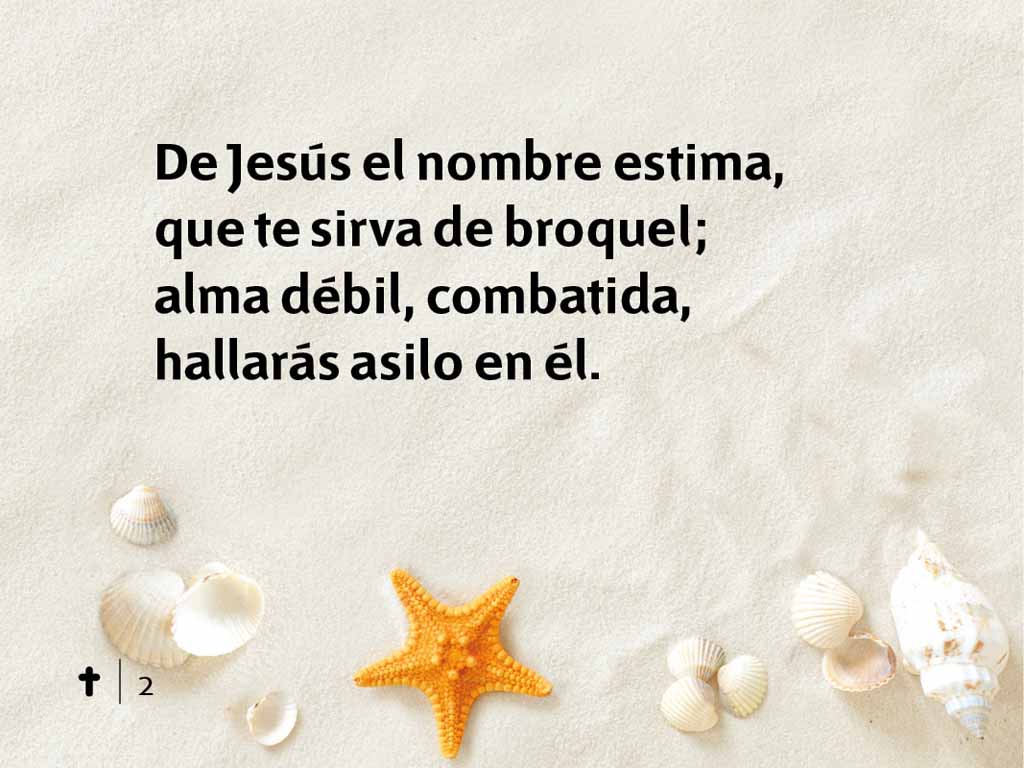 De Jesús el nombre estima,
que te sirva de broquel;
alma débil, combatida,
hallarás asilo en él.
2